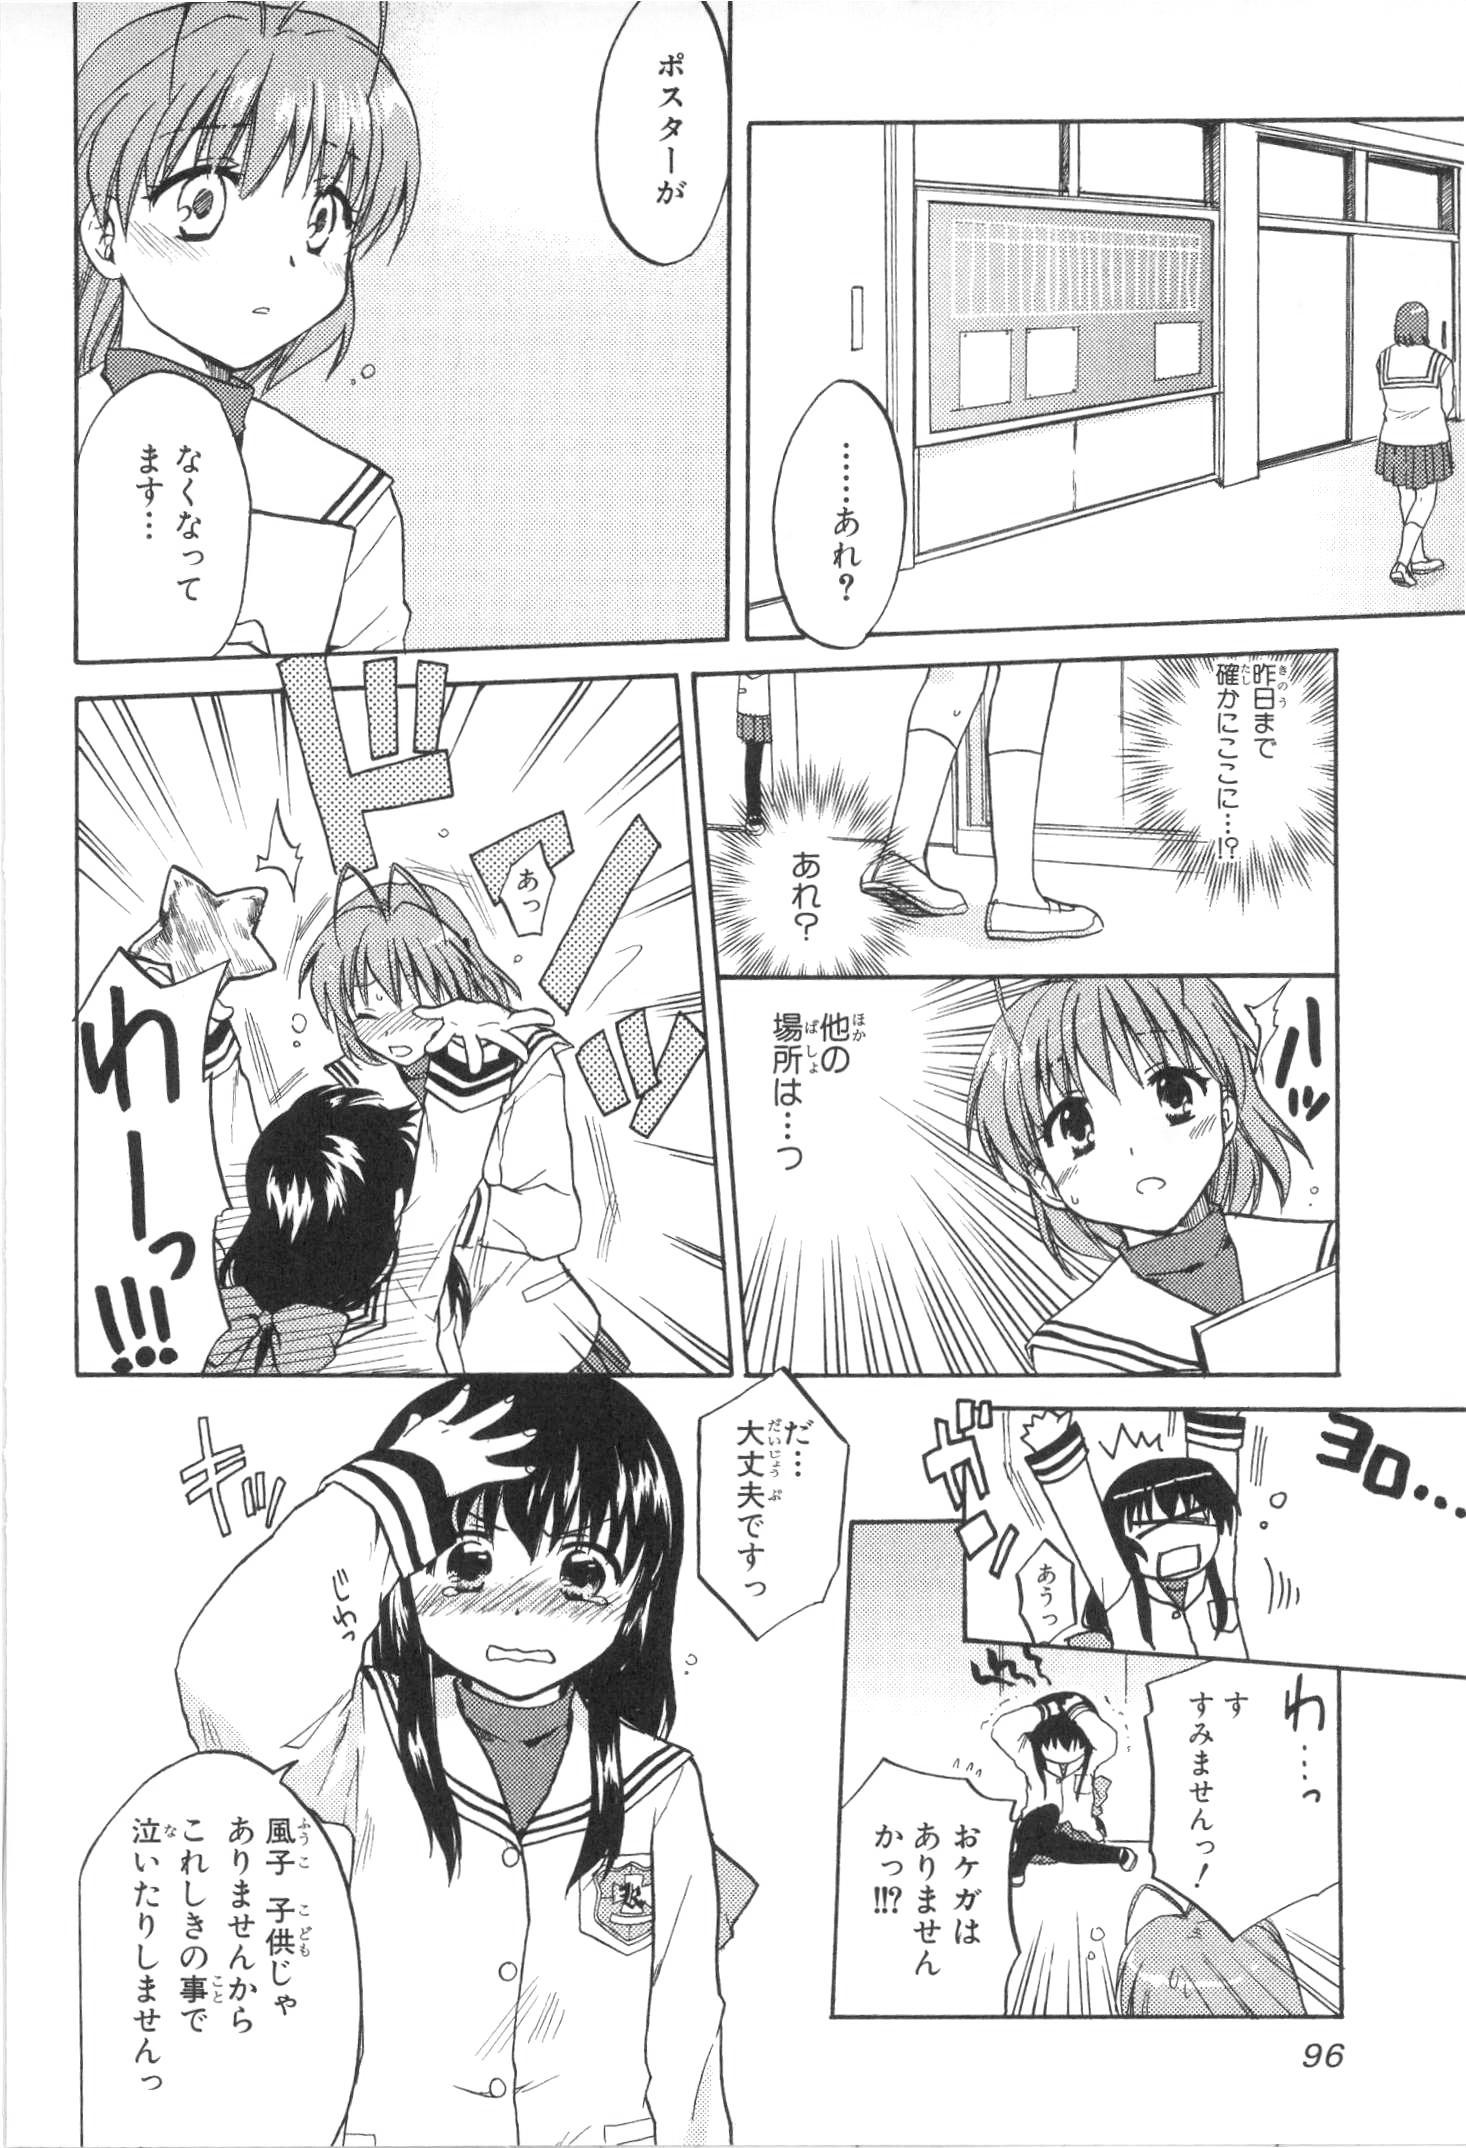 ……あれ？
ポスターが
なくなって
ます…
昨日まで
確かにここに…!?
あれ？
ハッ
他の
場所は…っ
ドンッ
あっ
わーっ
!!!
ヨロ…
ガンッ
あうっ
わ…っ
す
すみませんっ！
おケガは
ありません
かっ!!?
だ…
大丈夫ですっ
キッ
じわっ
風子 子供じゃ
ありませんから
これしきの事で
泣いたりしませんっ
96